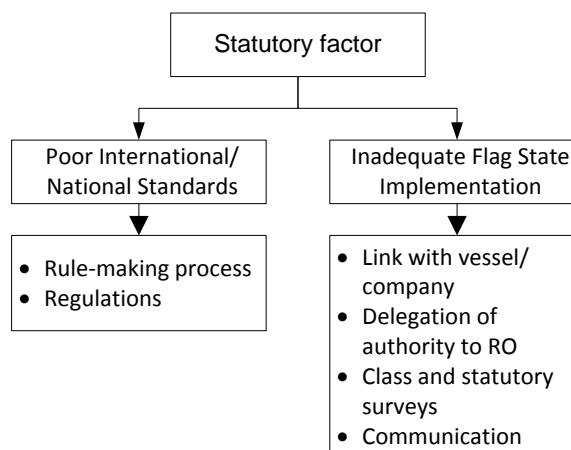 Statutory factor
Poor International/
National Standards
Inadequate Flag State
Implementation
• Rule-making process
• Regulations
• Link with vessel/
company
• Delegation of
authority to RO
• Class and statutory
surveys
• Communication